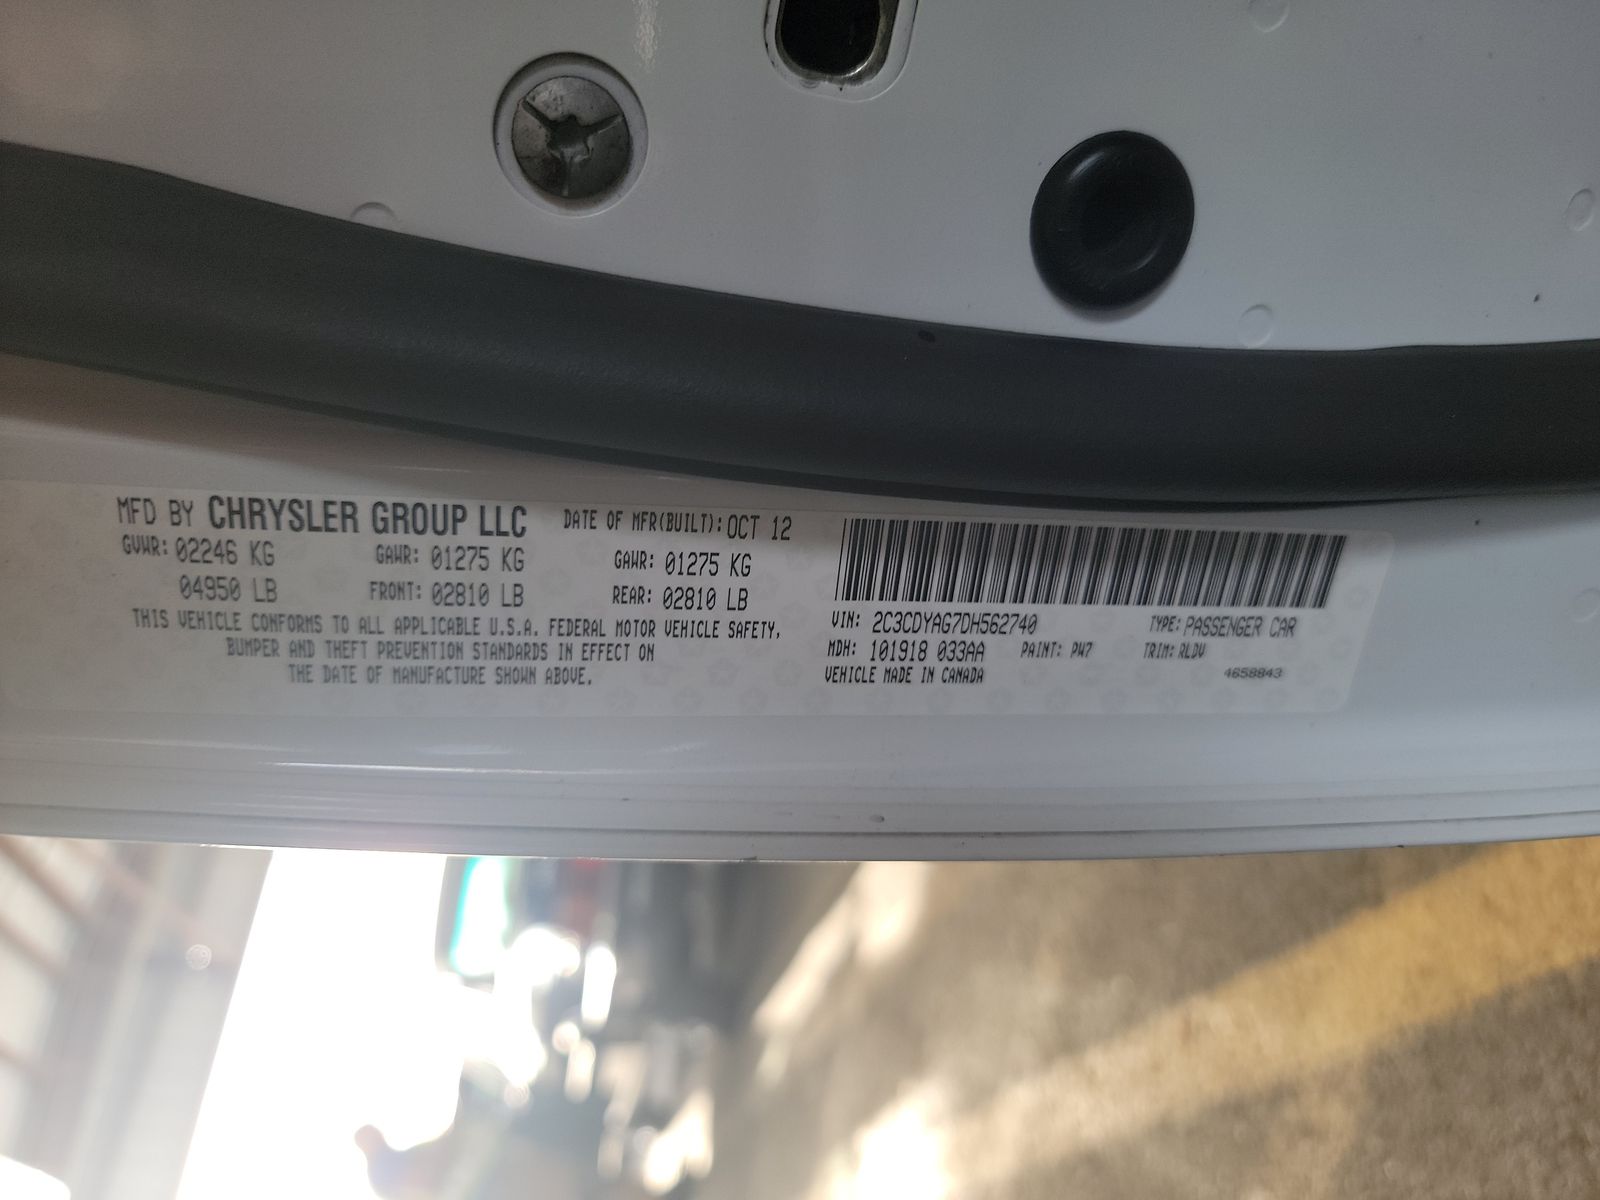 MFD BY CHRYSLER GROUP LLC DATE OF MFR(BUILT): OCT 12
GVWR: 02246 KG GAWR: 01275 KG GAWR: 01275 KG
04950 LB FRONT: 02810 LB REAR: 02810 LB
THIS VEHICLE CONFORMS TO ALL APPLICABLE U.S.A. FEDERAL MOTOR VEHICLE SAFETY,
BUMPER AND THEFT PREVENTION STANDARDS IN EFFECT ON
THE DATE OF MANUFACTURE SHOWN ABOVE.
VIN: 2C3CDYAG7DH562740 TYPE: PASSENGER CAR
MDH: 101918 033AA PAINT: PW7 TRIM: RLDV
VEHICLE MADE IN CANADA 4658843